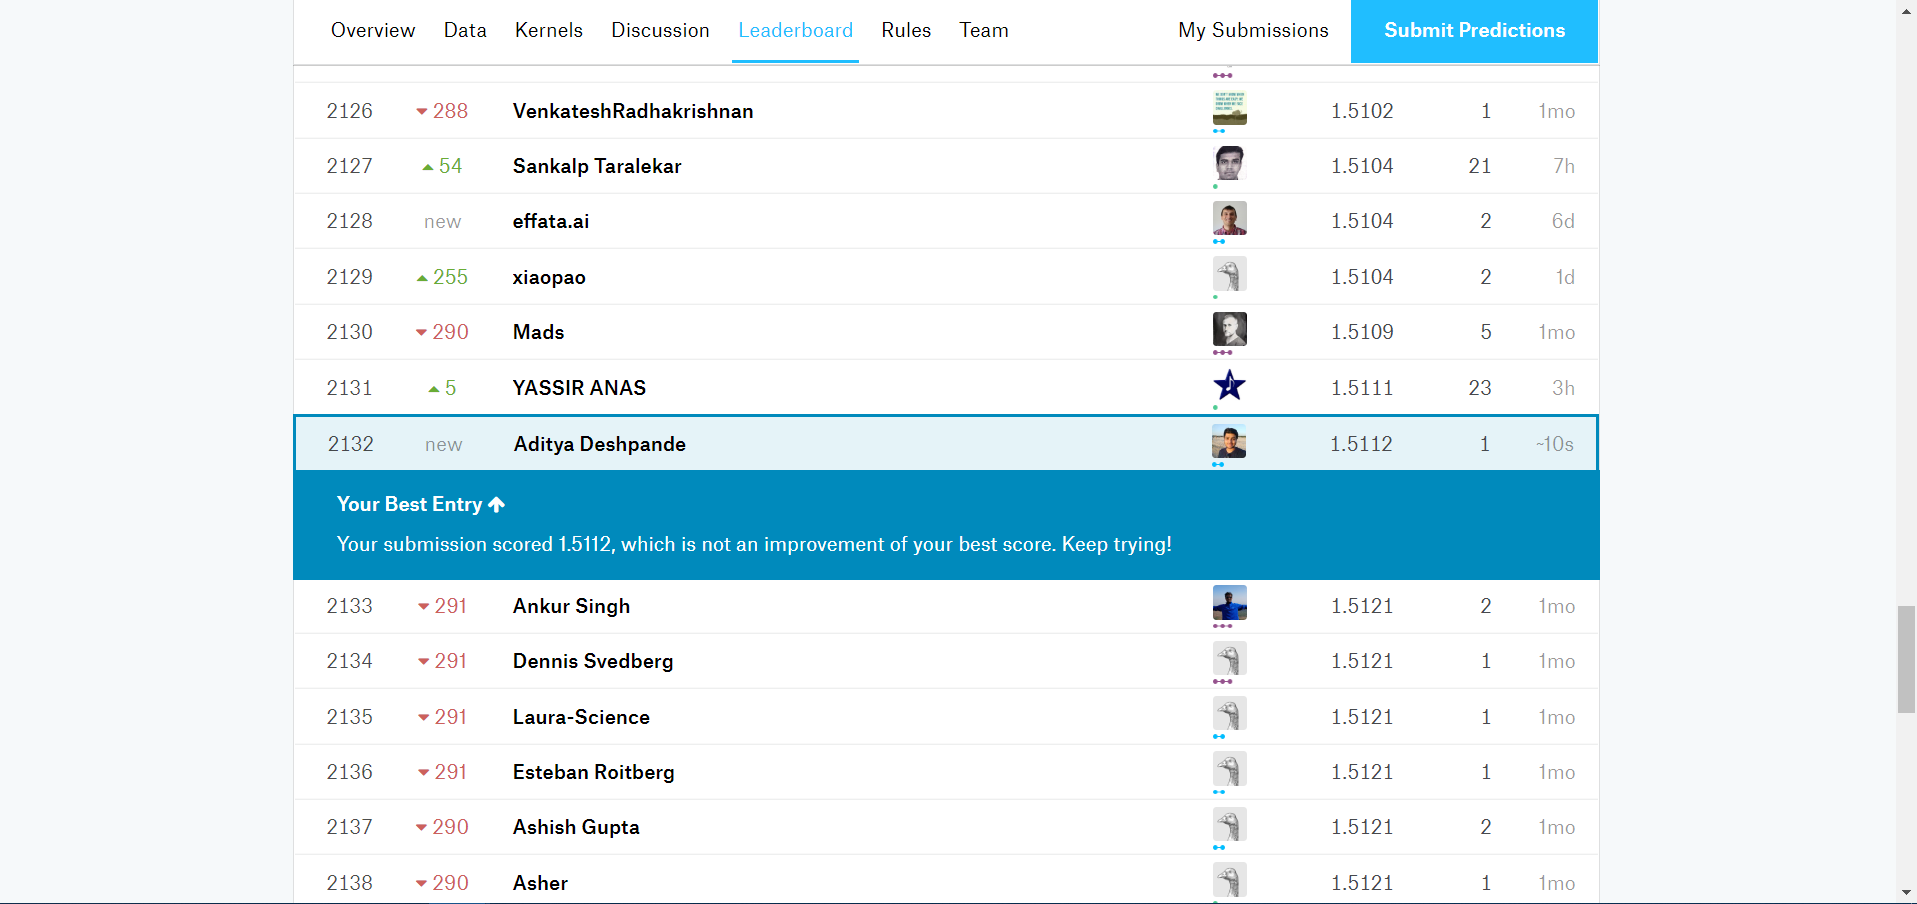 Overview Data Kernels Discussion Leaderboard Rules Team My Submissions Submit Predictions
2126 288 VenkateshRadhakrishnan 1.5102 1 1mo
2127 54 Sankalp Taralekar 1.5104 21 7h
2128 new effata.ai 1.5104 2 6d
2129 255 xiaopao 1.5104 2 1d
2130 290 Mads 1.5109 5 1mo
2131 5 YASSIR ANAS 1.5111 23 3h
2132 new Aditya Deshpande 1.5112 1 ~10s
Your Best Entry
Your submission scored 1.5112, which is not an improvement of your best score. Keep trying!
2133 291 Ankur Singh 1.5121 2 1mo
2134 291 Dennis Svedberg 1.5121 1 1mo
2135 291 Laura-Science 1.5121 1 1mo
2136 291 Esteban Roitberg 1.5121 1 1mo
2137 290 Ashish Gupta 1.5121 2 1mo
2138 290 Asher 1.5121 1 1mo